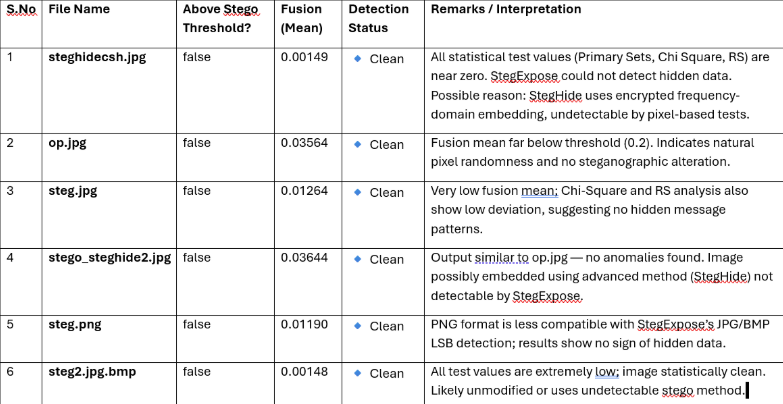 S.No File Name Above Stego Fusion Detection Remarks / Interpretation
Threshold? (Mean) Status
1 steghidecsh.jpg false 0.00149 Clean All statistical test values (Primary Sets, Chi Square, RS) are
near zero. StegExpose could not detect hidden data.
Possible reason: StegHide uses encrypted frequency-
domain embedding, undetectable by pixel-based tests.
2 op.jpg false 0.03564 Clean Fusion mean far below threshold (0.2). Indicates natural
pixel randomness and no steganographic alteration.
3 steg.jpg false 0.01264 Clean Very low fusion mean; Chi-Square and RS analysis also
show low deviation, suggesting no hidden message
patterns.
4 stego_steghide2.jpg false 0.03644 Clean Output similar to op.jpg — no anomalies found. Image
possibly embedded using advanced method (StegHide) not
detectable by StegExpose.
5 steg.png false 0.01190 Clean PNG format is less compatible with StegExpose's JPG/BMP
LSB detection; results show no sign of hidden data.
6 steg2.jpg.bmp false 0.00148 Clean All test values are extremely low; image statistically clean.
Likely unmodified or uses undetectable stego method.